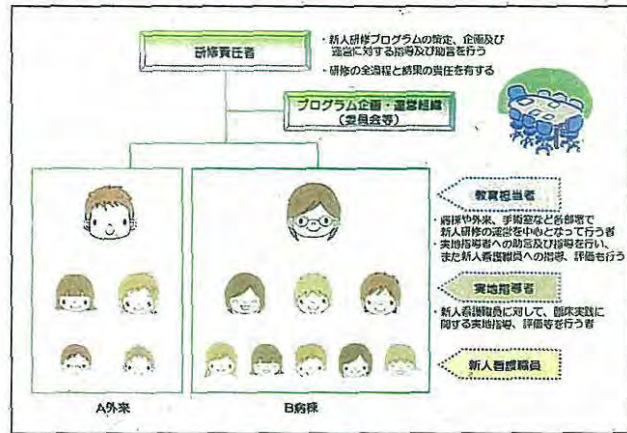 研修責任者
・新人研修プログラムの策定、企画及び
運営に対する指導及び助言を行う
・研修の全過程と結果の責任を有する
プログラム企画・運営組織
(委員会等)
教育担当者
・病棟や外来、手術室など各部署で
新人研修の運営を中心となって行う者
・実地指導者への助言及び指導を行い、
また新人看護職員への指導、評価も行う
実地指導者
・新人看護職員に対して、臨床実践に
関する実地指導、評価等を行う者
新人看護職員
A外来
B病棟